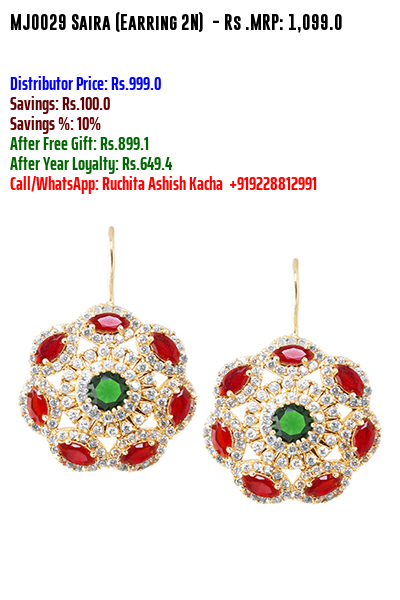 MJ0029 Saira (Earring 2N) - Rs .MRP: 1,099.0
Distributor Price: Rs.999.0
Savings: Rs.100.0
Savings %: 10%
After Free Gift: Rs.899.1
After Year Loyalty: Rs.649.4
Call/WhatsApp: Ruchita Ashish Kacha +919228812991